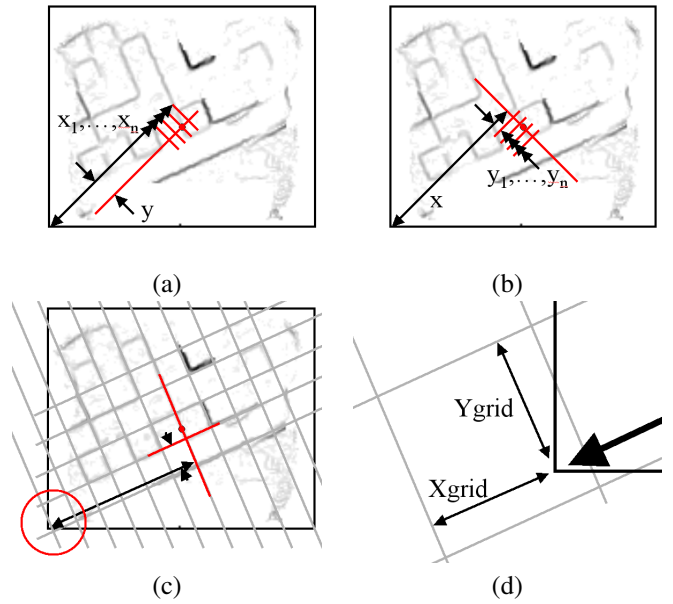 x₁,...,xₙ
y
(a)
x
y₁,...,yₙ
(b)
(c)
Ygrid
Xgrid
(d)